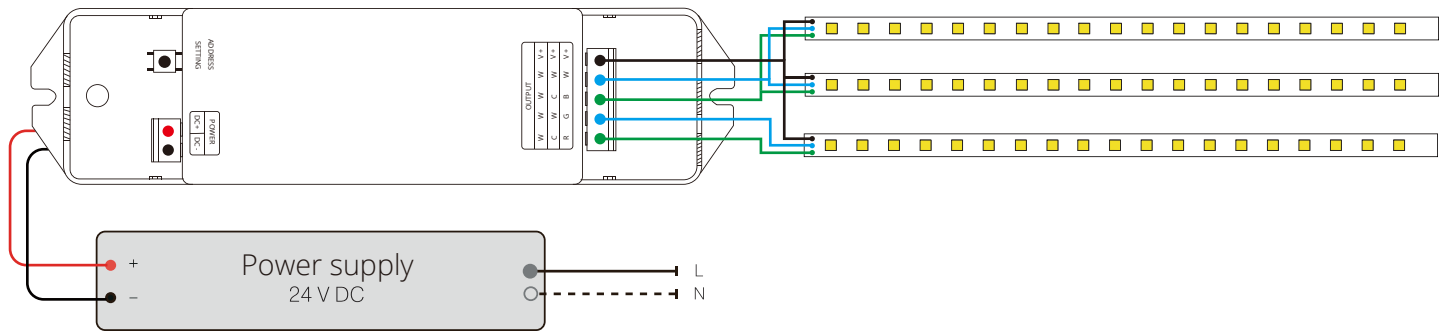 ADDRESS
SETTING
POWER
DC+ DC-
OUTPUT
W W W W V+
C W C W V+
R G B W V+
+
Power supply
24 V DC
–
L
N